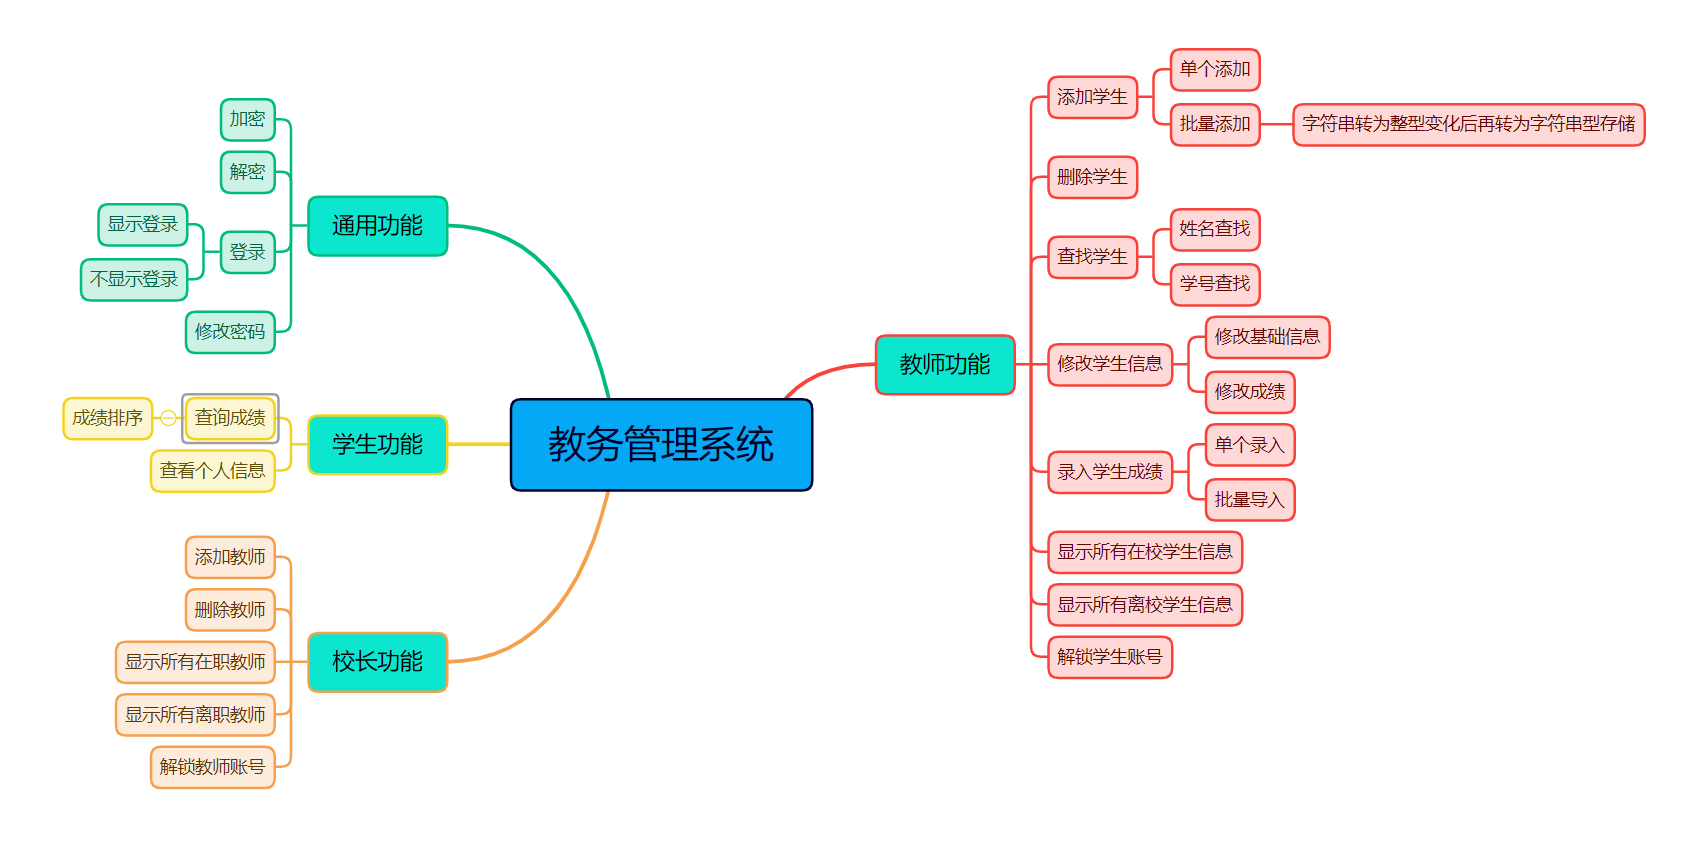 教务管理系统
通用功能
加密
解密
登录
显示登录
不显示登录
修改密码
学生功能
查询成绩
成绩排序
查看个人信息
校长功能
添加教师
删除教师
显示所有在职教师
显示所有离职教师
解锁教师账号
教师功能
添加学生
单个添加
批量添加
字符串转为整型变化后再转为字符串型存储
删除学生
查找学生
姓名查找
学号查找
修改学生信息
修改基础信息
修改成绩
录入学生成绩
单个录入
批量导入
显示所有在校学生信息
显示所有离校学生信息
解锁学生账号